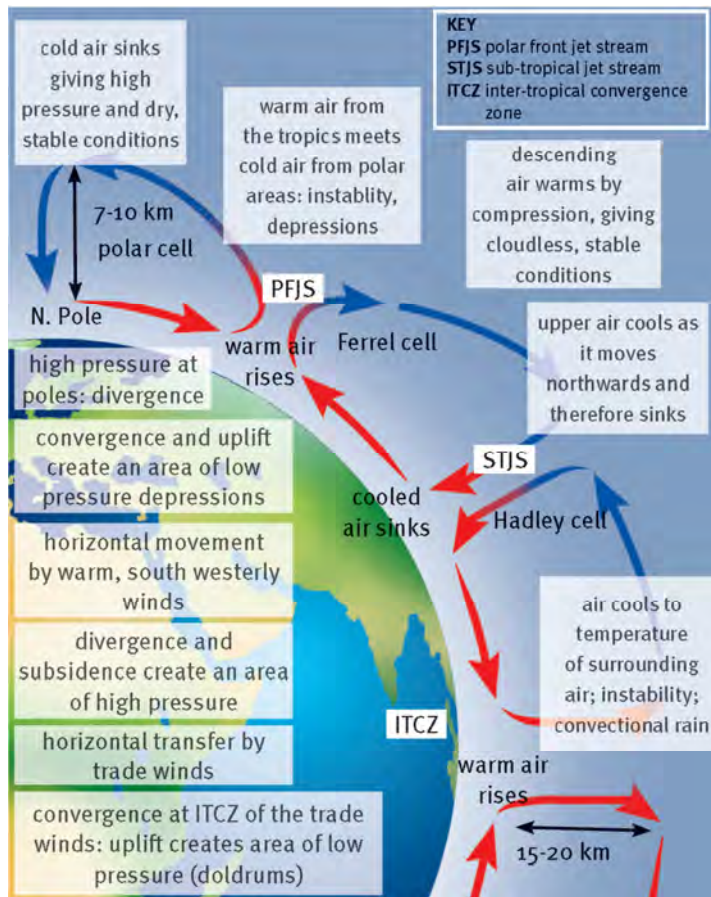 KEY
PFJS polar front jet stream
STJS sub-tropical jet stream
ITCZ inter-tropical convergence
zone
cold air sinks
giving high
pressure and dry,
stable conditions
warm air from
the tropics meets
cold air from polar
areas: instablity,
depressions
descending
air warms by
compression, giving
cloudless, stable
conditions
7-10 km
polar cell
PFJS
N. Pole
warm air
rises
Ferrel cell
upper air cools as
it moves
northwards and
therefore sinks
high pressure at
poles: divergence
convergence and uplift
create an area of low
pressure depressions
STJS
cooled
air sinks
Hadley cell
horizontal movement
by warm, south westerly
winds
air cools to
temperature
of surrounding
air; instability;
convectional rain
divergence and
subsidence create an area
of high pressure
ITCZ
horizontal transfer by
trade winds
warm air
rises
convergence at ITCZ of the trade
winds: uplift creates area of low
pressure (doldrums)
15-20 km